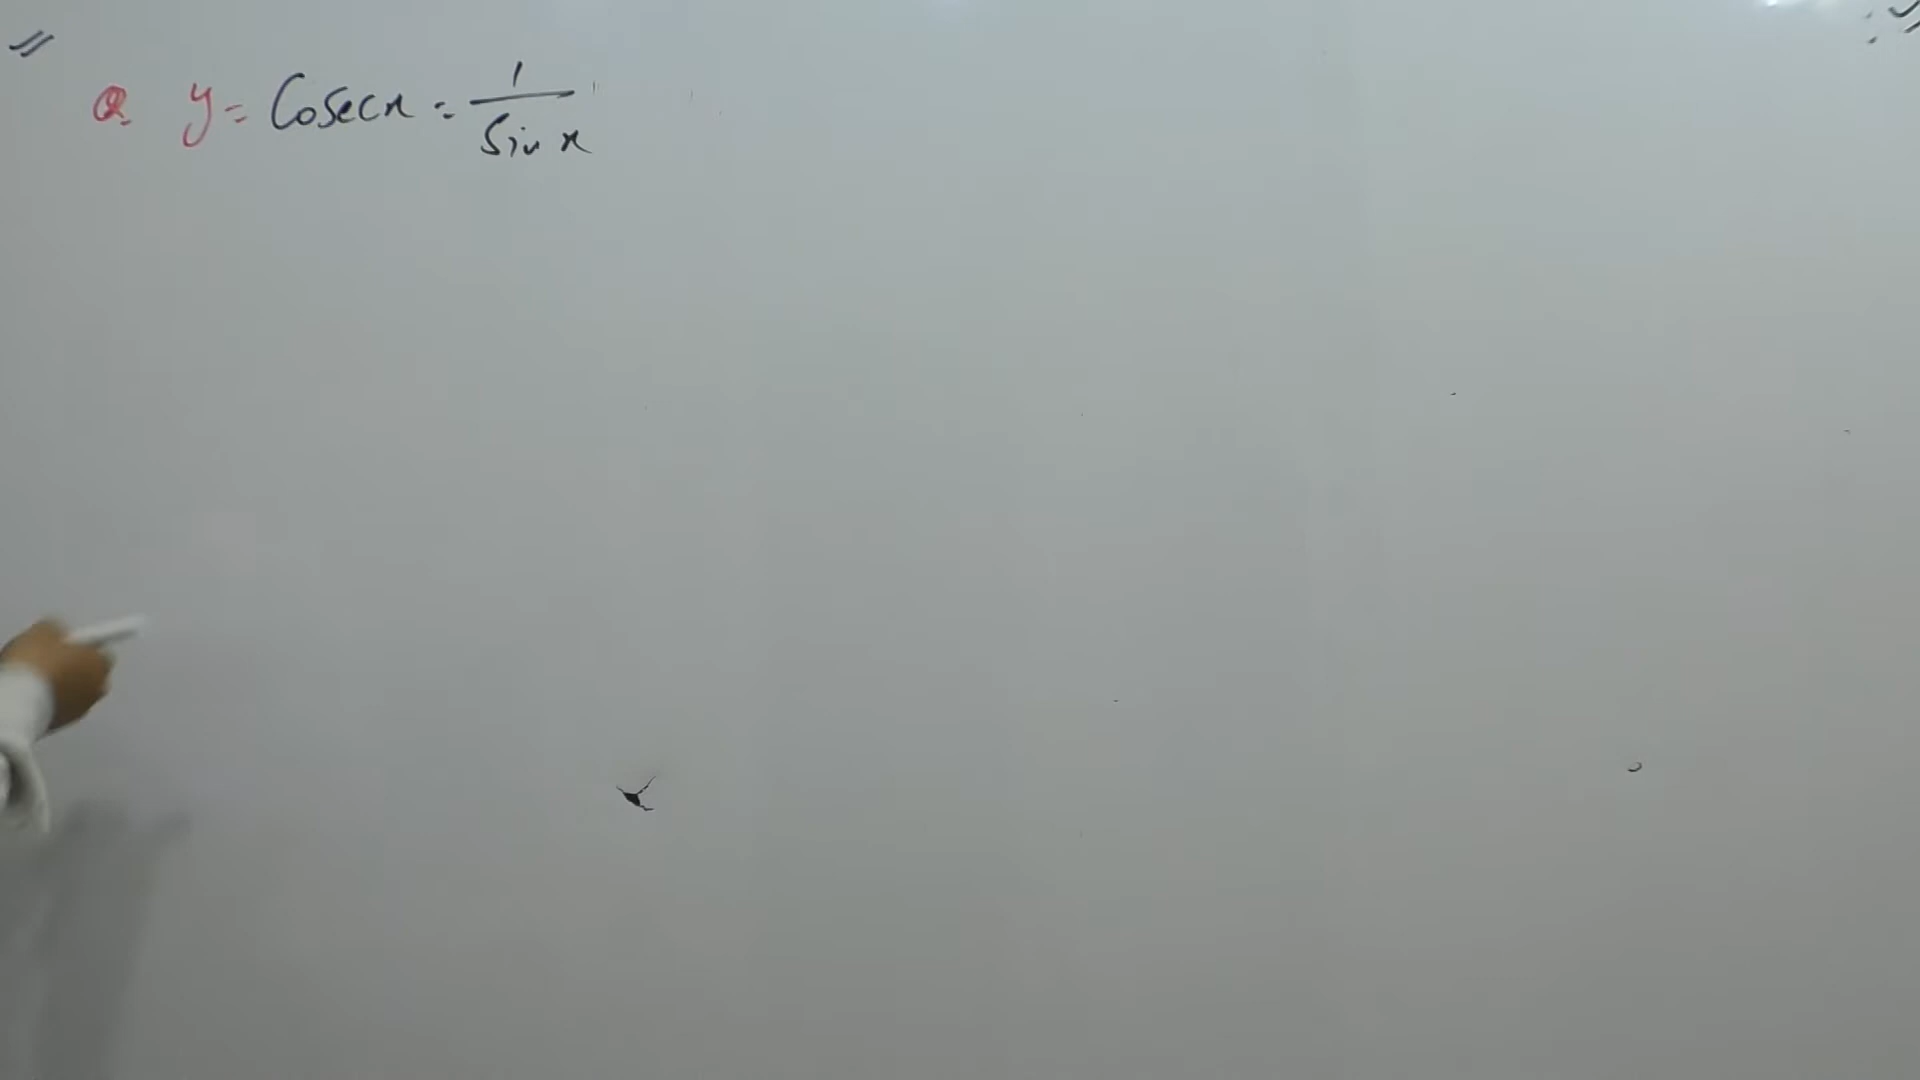 Q. y = Cosecx = 1/Sin x